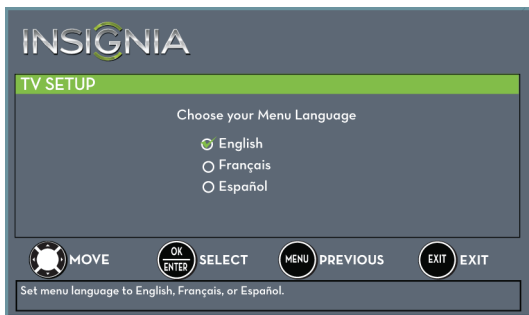 INSIGNIA
TV SETUP
Choose your Menu Language
English
Français
Español
MOVE OK ENTER SELECT MENU PREVIOUS EXIT EXIT
Set menu language to English, Français, or Español.